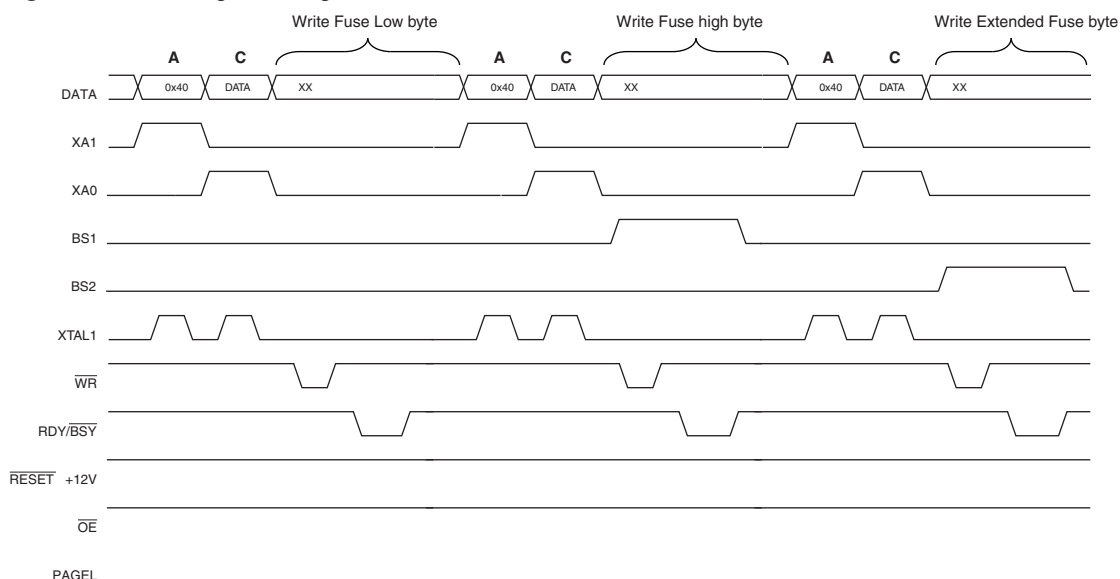 Write Fuse Low byte Write Fuse high byte Write Extended Fuse byte
A C A C A C
DATA 0x40 DATA XX 0x40 DATA XX 0x40 DATA XX
XA1
XA0
BS1
BS2
XTAL1
WR
RDY/BSY
RESET +12V
OE
PAGEL